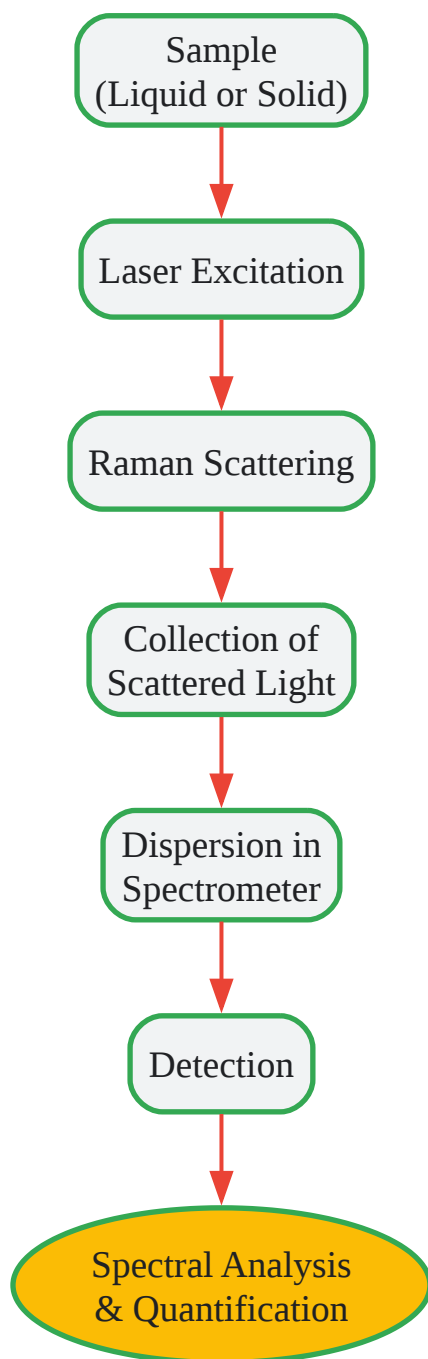 Sample
(Liquid or Solid)
Laser Excitation
Raman Scattering
Collection of
Scattered Light
Dispersion in
Spectrometer
Detection
Spectral Analysis
& Quantification